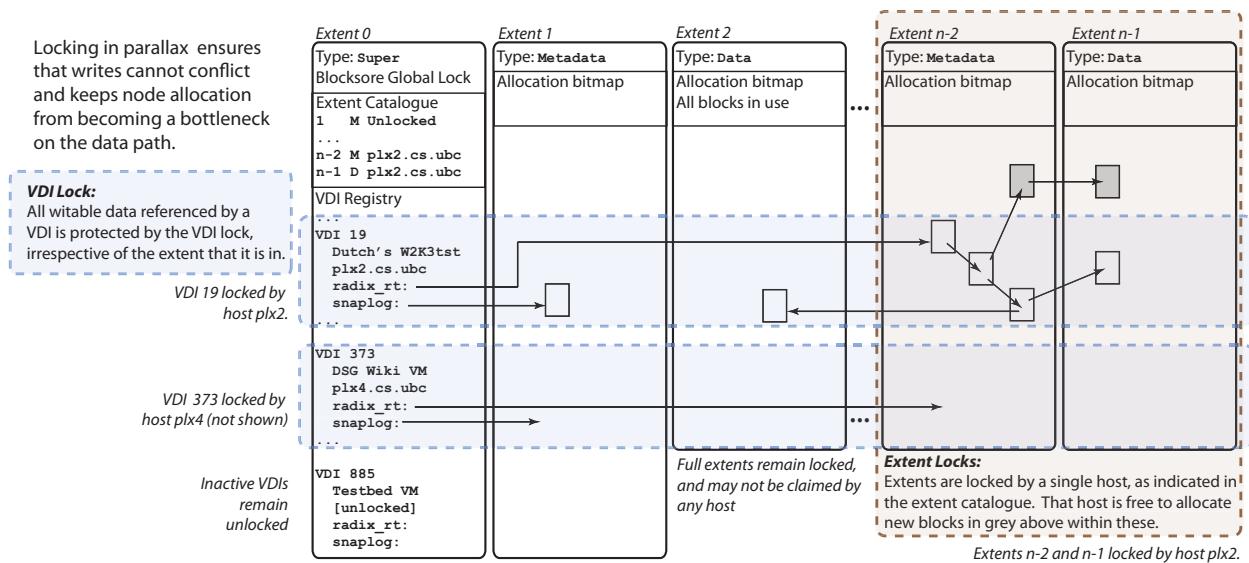 Locking in parallax ensures
that writes cannot conflict
and keeps node allocation
from becoming a bottleneck
on the data path.
VDI Lock:
All witable data referenced by a
VDI is protected by the VDI lock,
irrespective of the extent that it is in.
VDI 19 locked by
host plx2.
VDI 373 locked by
host plx4 (not shown)
Inactive VDIs
remain
unlocked
Extent 0
Type: Super
Blocksore Global Lock
Extent Catalogue
1 M Unlocked
...
n-2 M plx2.cs.ubc
n-1 D plx2.cs.ubc
VDI Registry
...
VDI 19
Dutch's W2K3tst
plx2.cs.ubc
radix_rt:
snaplog:
...
VDI 373
DSG Wiki VM
plx4.cs.ubc
radix_rt:
snaplog:
...
VDI 885
Testbed VM
[unlocked]
radix_rt:
snaplog:
Extent 1
Type: Metadata
Allocation bitmap
Extent 2
Type: Data
Allocation bitmap
All blocks in use
Full extents remain locked,
and may not be claimed by
any host
...
...
Extent n-2
Type: Metadata
Allocation bitmap
Extent n-1
Type: Data
Allocation bitmap
Extent Locks:
Extents are locked by a single host, as indicated in
the extent catalogue. That host is free to allocate
new blocks in grey above within these.
Extents n-2 and n-1 locked by host plx2.